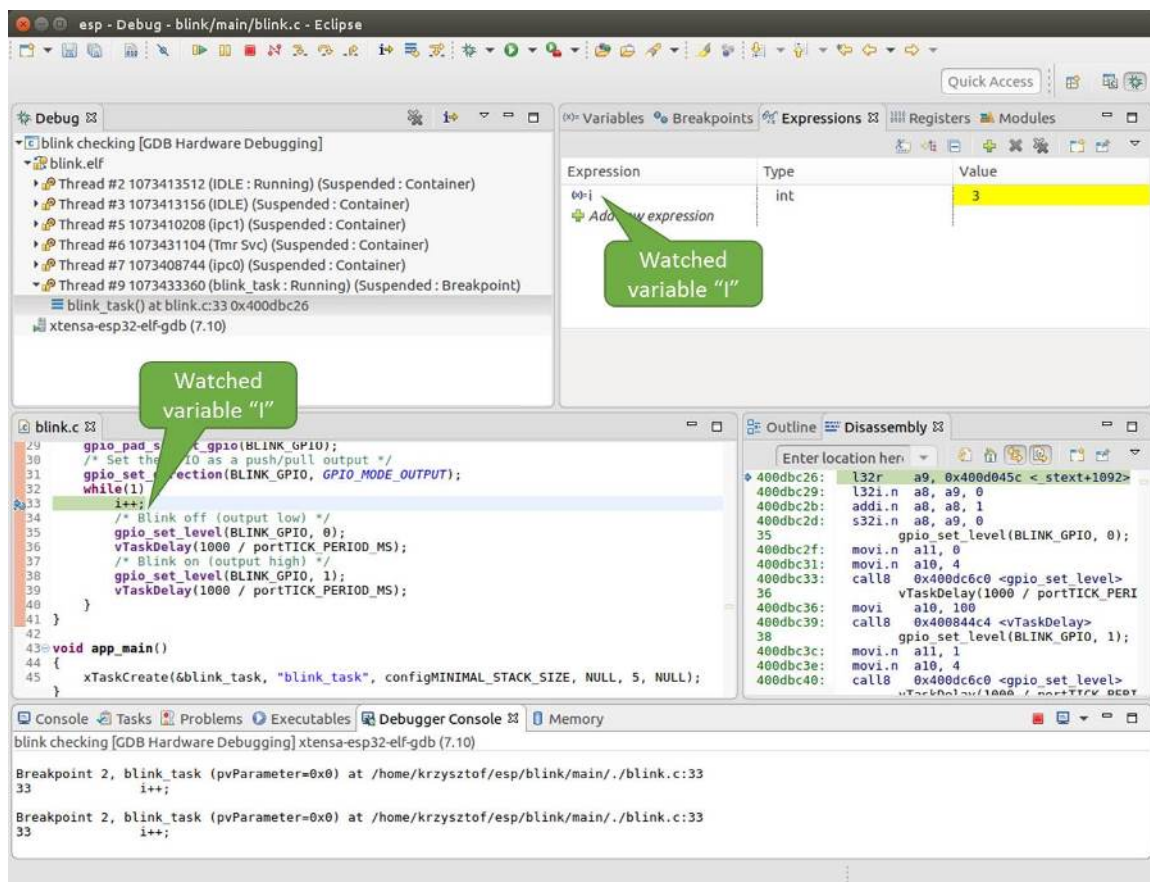 esp - Debug - blink/main/blink.c - Eclipse
Quick Access
Debug
blink checking [GDB Hardware Debugging]
blink.elf
Thread #2 1073413512 (IDLE : Running) (Suspended : Container)
Thread #3 1073413156 (IDLE) (Suspended : Container)
Thread #5 1073410208 (ipc1) (Suspended : Container)
Thread #6 1073431104 (Tmr Svc) (Suspended : Container)
Thread #7 1073408744 (ipc0) (Suspended : Container)
Thread #9 1073433360 (blink_task : Running) (Suspended : Breakpoint)
blink_task() at blink.c:33 0x400dbc26
xtensa-esp32-elf-gdb (7.10)
(x)= Variables Breakpoints Expressions Registers Modules
Expression Type Value
(x)= i int 3
Add new expression
Watched
variable "I"
Watched
variable "I"
blink.c
29 gpio_pad_s t_gpio(BLINK_GPIO);
30 /* Set the IO as a push/pull output */
31 gpio_set_ rection(BLINK_GPIO, GPIO_MODE_OUTPUT);
32 while(1)
33 i++;
34 /* Blink off (output low) */
35 gpio_set_level(BLINK_GPIO, 0);
36 vTaskDelay(1000 / portTICK_PERIOD_MS);
37 /* Blink on (output high) */
38 gpio_set_level(BLINK_GPIO, 1);
39 vTaskDelay(1000 / portTICK_PERIOD_MS);
40 }
41 }
42
43 void app_main()
44 {
45 xTaskCreate(&blink_task, "blink_task", configMINIMAL_STACK_SIZE, NULL, 5, NULL);
}
Outline Disassembly
Enter location her
400dbc26: l32r a9, 0x400d045c <_stext+1092>
400dbc29: l32i.n a8, a9, 0
400dbc2b: addi.n a8, a8, 1
400dbc2d: s32i.n a8, a9, 0
35 gpio_set_level(BLINK_GPIO, 0);
400dbc2f: movi.n a11, 0
400dbc31: movi.n a10, 4
400dbc33: call8 0x400dc6c0 <gpio_set_level>
36 vTaskDelay(1000 / portTICK_PERI
400dbc36: movi a10, 100
400dbc39: call8 0x400844c4 <vTaskDelay>
38 gpio_set_level(BLINK_GPIO, 1);
400dbc3c: movi.n a11, 1
400dbc3e: movi.n a10, 4
400dbc40: call8 0x400dc6c0 <gpio_set_level>
vTaskDelay(1000 / portTICK_PERI
Console Tasks Problems Executables Debugger Console Memory
blink checking [GDB Hardware Debugging] xtensa-esp32-elf-gdb (7.10)
Breakpoint 2, blink_task (pvParameter=0x0) at /home/krzysztof/esp/blink/main/./blink.c:33
33 i++;
Breakpoint 2, blink_task (pvParameter=0x0) at /home/krzysztof/esp/blink/main/./blink.c:33
33 i++;